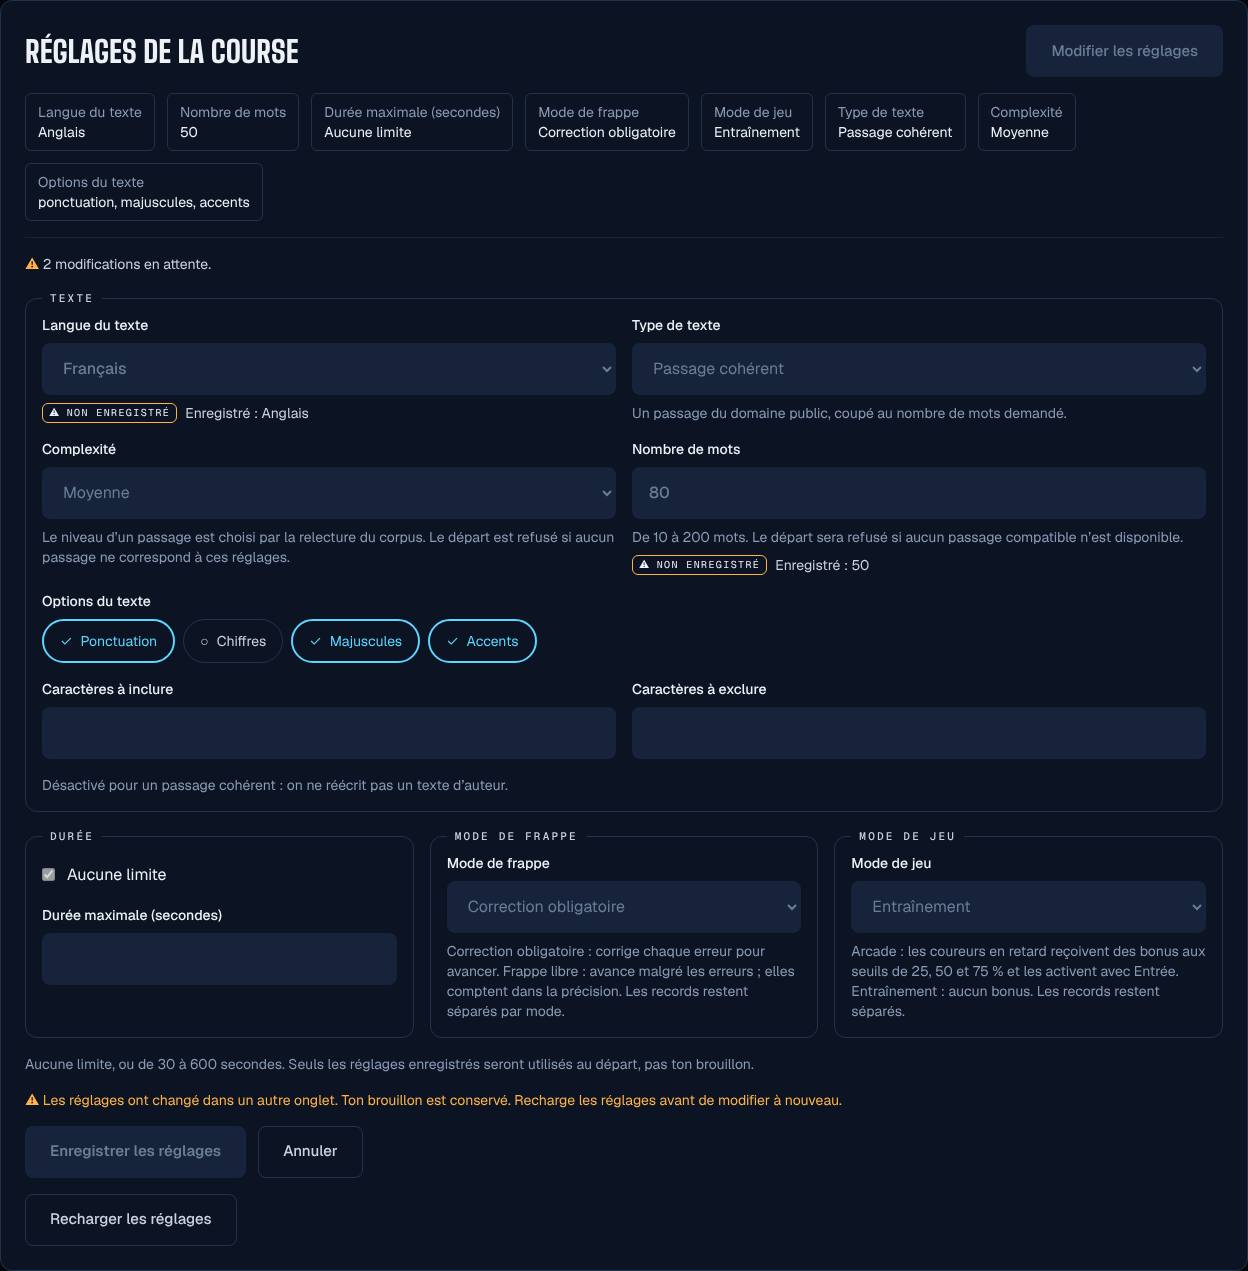 RÉGLAGES DE LA COURSE
Modifier les réglages
Langue du texte
Anglais
Nombre de mots
50
Durée maximale (secondes)
Aucune limite
Mode de frappe
Correction obligatoire
Mode de jeu
Entraînement
Type de texte
Passage cohérent
Complexité
Moyenne
Options du texte
ponctuation, majuscules, accents
2 modifications en attente.
TEXTE
Langue du texte
Français
NON ENREGISTRÉ Enregistré : Anglais
Type de texte
Passage cohérent
Un passage du domaine public, coupé au nombre de mots demandé.
Complexité
Moyenne
Le niveau d’un passage est choisi par la relecture du corpus. Le départ est refusé si aucun
passage ne correspond à ces réglages.
Nombre de mots
80
De 10 à 200 mots. Le départ sera refusé si aucun passage compatible n’est disponible.
NON ENREGISTRÉ Enregistré : 50
Options du texte
Ponctuation
Chiffres
Majuscules
Accents
Caractères à inclure
Caractères à exclure
Désactivé pour un passage cohérent : on ne réécrit pas un texte d’auteur.
DURÉE
Aucune limite
Durée maximale (secondes)
MODE DE FRAPPE
Mode de frappe
Correction obligatoire
Correction obligatoire : corrige chaque erreur pour
avancer. Frappe libre : avance malgré les erreurs ; elles
comptent dans la précision. Les records restent
séparés par mode.
MODE DE JEU
Mode de jeu
Entraînement
Arcade : les coureurs en retard reçoivent des bonus aux
seuils de 25, 50 et 75 % et les activent avec Entrée.
Entraînement : aucun bonus. Les records restent
séparés.
Aucune limite, ou de 30 à 600 secondes. Seuls les réglages enregistrés seront utilisés au départ, pas ton brouillon.
Les réglages ont changé dans un autre onglet. Ton brouillon est conservé. Recharge les réglages avant de modifier à nouveau.
Enregistrer les réglages
Annuler
Recharger les réglages